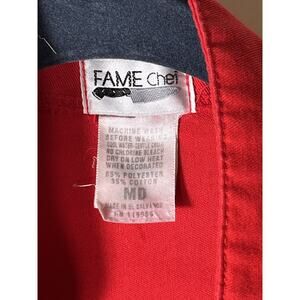 FAME Chef
MACHINE WASH
BEFORE WEARING
COOL WATER-GENTLE CYCLE
NO CHLORINE BLEACH
DRY ON LOW HEAT
WHEN DECORATED
65% POLYESTER
35% COTTON
MD
MADE IN EL SALVADOR
RN